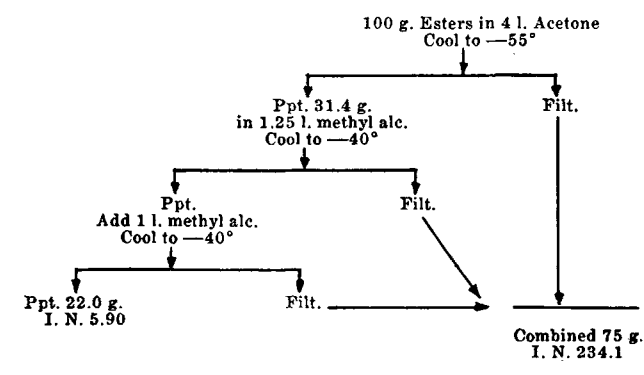 100 g. Esters in 4 l. Acetone
Cool to —55°
Ppt. 31.4 g.
in 1.25 l. methyl alc.
Cool to —40°
Filt.
Ppt.
Add 1 l. methyl alc.
Cool to —40°
Filt.
Ppt. 22.0 g.
I. N. 5.90
Filt.
Combined 75 g.
I. N. 234.1